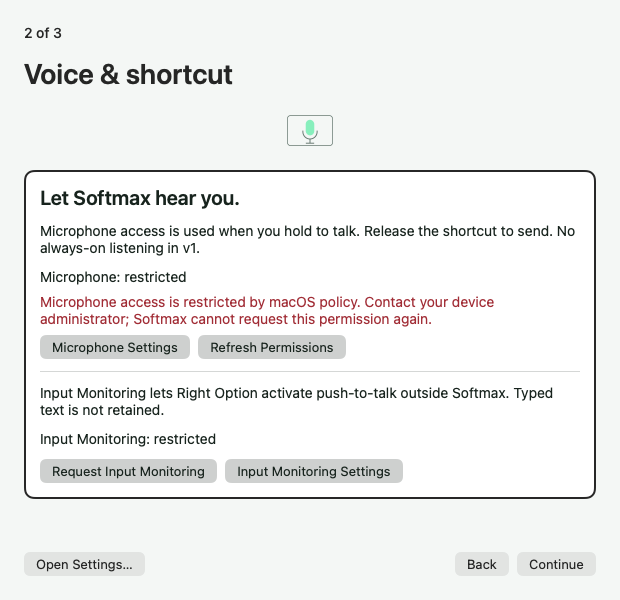 2 of 3
Voice & shortcut
Let Softmax hear you.
Microphone access is used when you hold to talk. Release the shortcut to send. No
always-on listening in v1.
Microphone: restricted
Microphone access is restricted by macOS policy. Contact your device
administrator; Softmax cannot request this permission again.
Microphone Settings
Refresh Permissions
Input Monitoring lets Right Option activate push-to-talk outside Softmax. Typed
text is not retained.
Input Monitoring: restricted
Request Input Monitoring
Input Monitoring Settings
Open Settings...
Back
Continue